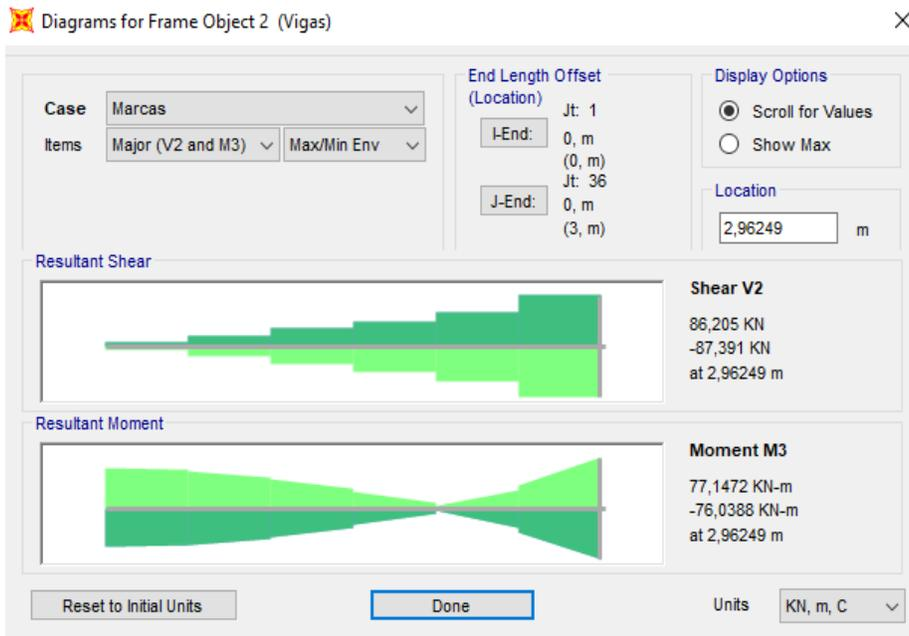 Diagrams for Frame Object 2 (Vigas)
Case Marcas
Items Major (V2 and M3) Max/Min Env
End Length Offset
(Location)
Jt: 1
I-End: 0, m
(0, m)
Jt: 36
J-End: 0, m
(3, m)
Display Options
Scroll for Values
Show Max
Location
2,96249 m
Resultant Shear
Shear V2
86,205 KN
-87,391 KN
at 2,96249 m
Resultant Moment
Moment M3
77,1472 KN-m
-76,0388 KN-m
at 2,96249 m
Reset to Initial Units Done Units KN, m, C